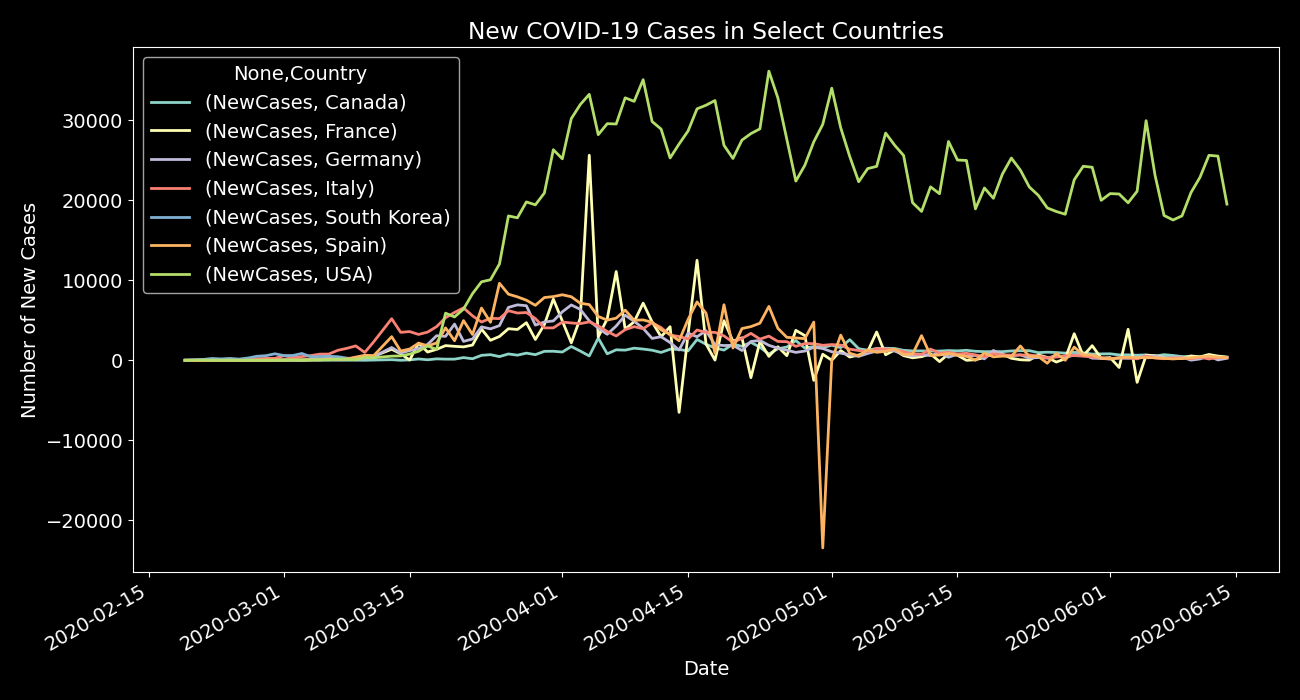 New COVID-19 Cases in Select Countries
None,Country
(NewCases, Canada)
(NewCases, France)
(NewCases, Germany)
(NewCases, Italy)
(NewCases, South Korea)
(NewCases, Spain)
(NewCases, USA)
Number of New Cases
30000
20000
10000
0
−10000
−20000
2020-02-15
2020-03-01
2020-03-15
2020-04-01
2020-04-15
2020-05-01
2020-05-15
2020-06-01
2020-06-15
Date